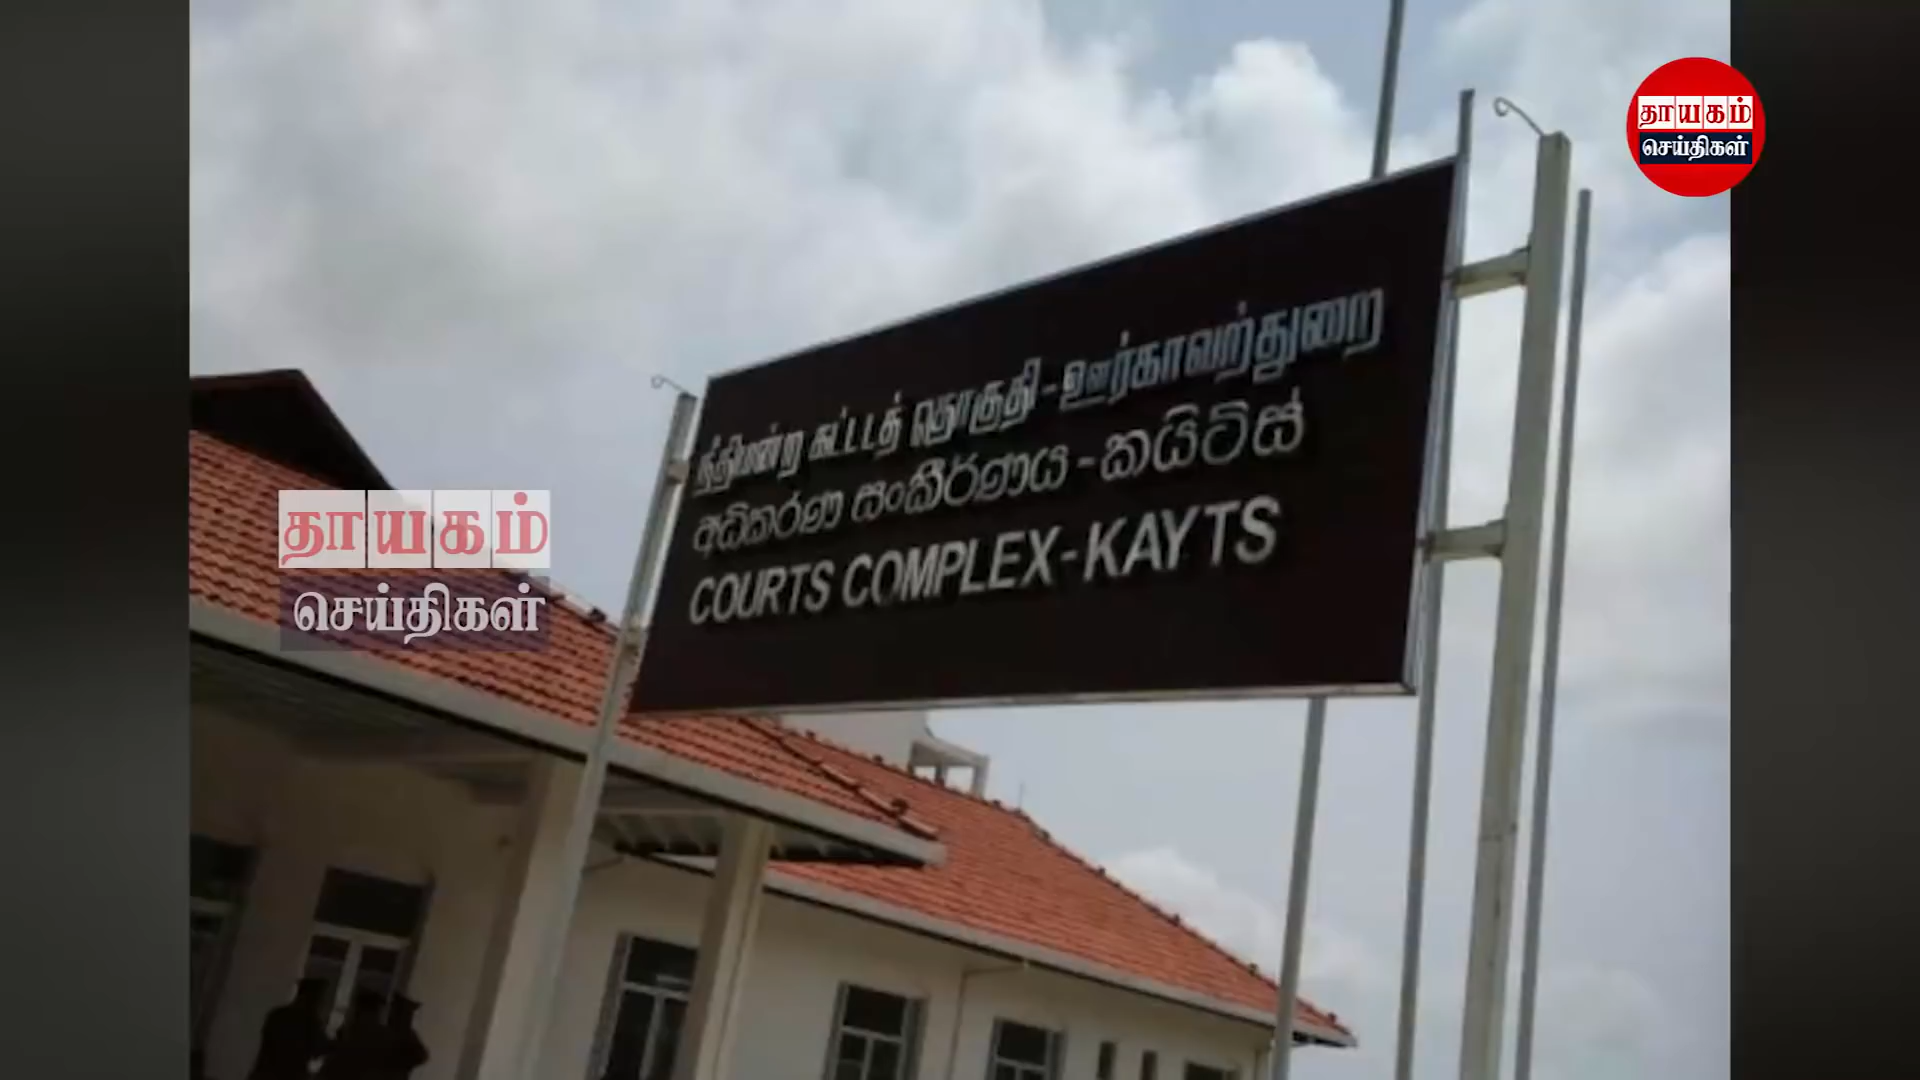 தாயகம்
செய்திகள்
நீதிமன்ற கட்டடத் தொகுதி - ஊர்காவற்துறை
අධිකරණ සංකීර්ණය - කයිට්ස්
COURTS COMPLEX-KAYTS
தாயகம்
செய்திகள்